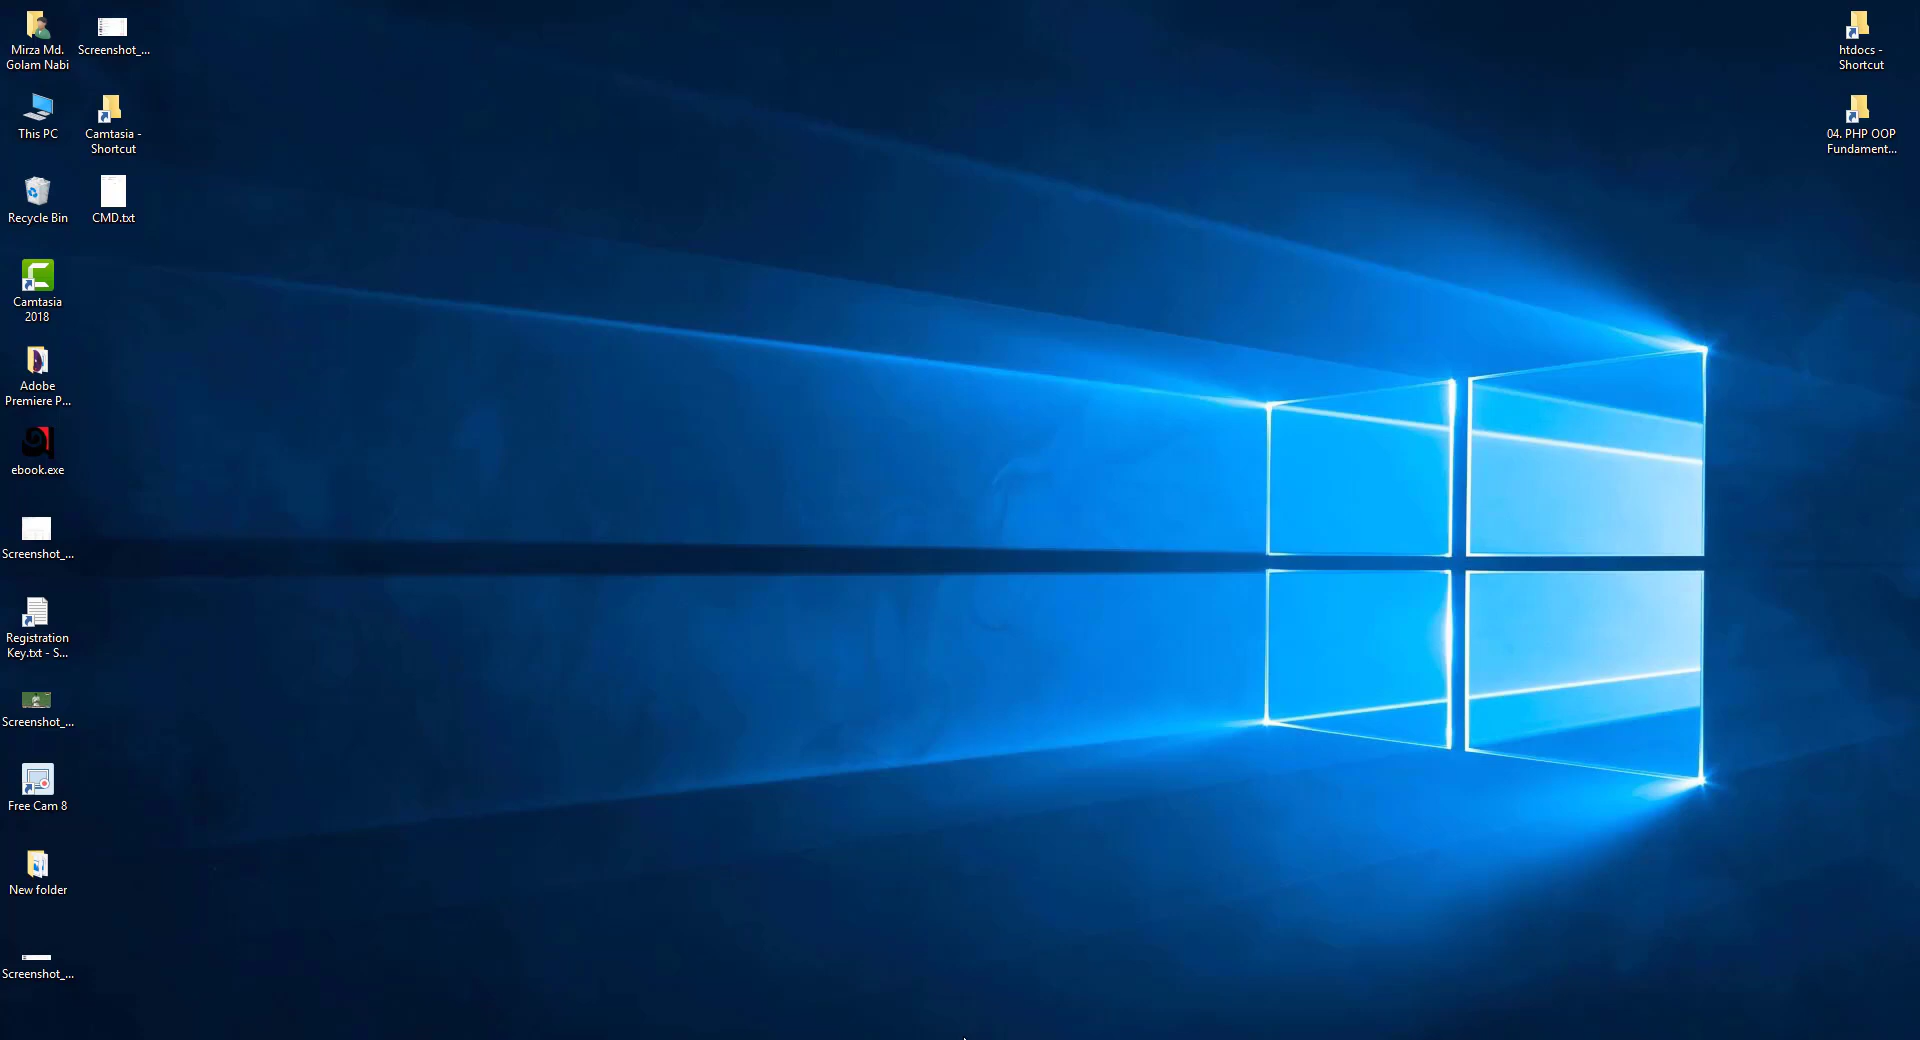 Mirza Md.
Golam Nabi
Screenshot_...
This PC
Camtasia -
Shortcut
Recycle Bin
CMD.txt
Camtasia
2018
Adobe
Premiere P...
ebook.exe
Screenshot_...
Registration
Key.txt - S...
Screenshot_...
Free Cam 8
New folder
Screenshot_...
htdocs -
Shortcut
04. PHP OOP
Fundament...